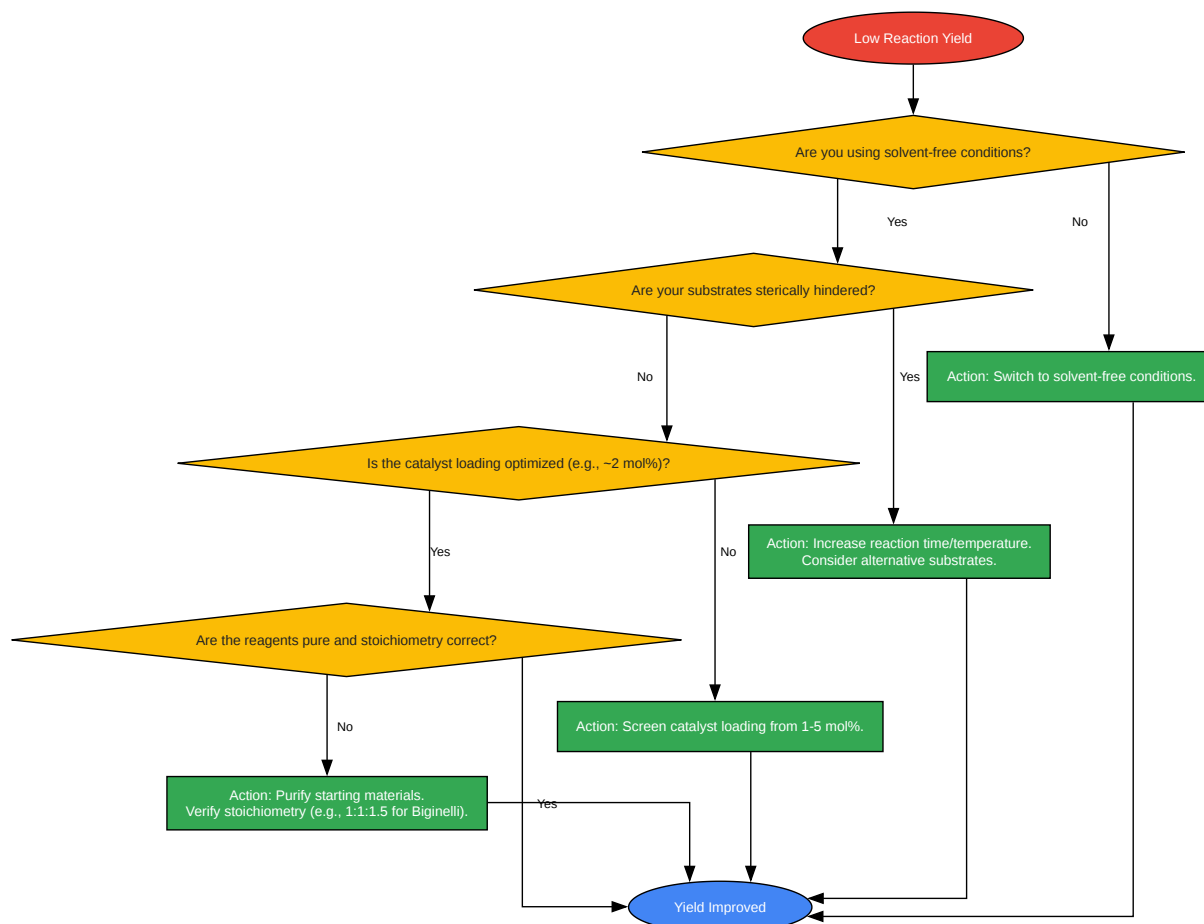 Low Reaction Yield
Are you using solvent-free conditions?
Yes
No
Are your substrates sterically hindered?
No
Yes
Action: Switch to solvent-free conditions.
Is the catalyst loading optimized (e.g., ~2 mol%)?
Yes
No
Action: Increase reaction time/temperature.
Consider alternative substrates.
Are the reagents pure and stoichiometry correct?
No
Yes
Action: Screen catalyst loading from 1-5 mol%.
Action: Purify starting materials.
Verify stoichiometry (e.g., 1:1:1.5 for Biginelli).
Yield Improved